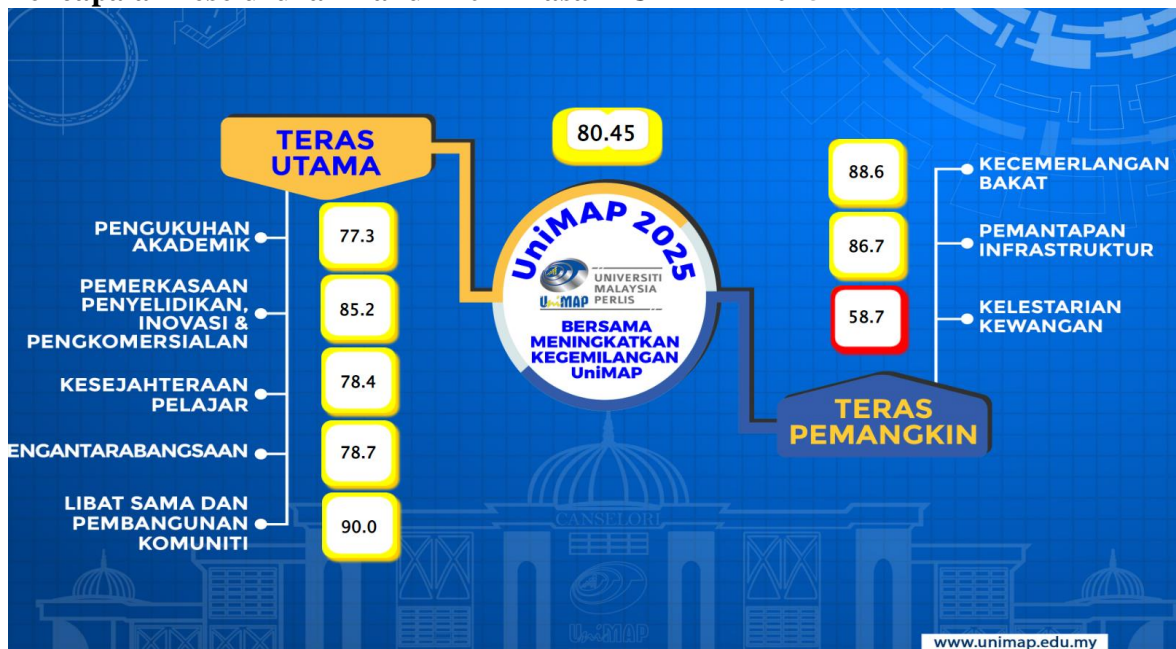 80.45
TERAS
UTAMA
PENGUKUHAN
AKADEMIK
77.3
PEMERKASAAN
PENYELIDIKAN,
INOVASI &
PENGKOMERSIALAN
85.2
KESEJAHTERAAN
PELAJAR
78.4
ENGANTARABANGSAAN
78.7
LIBAT SAMA DAN
PEMBANGUNAN
KOMUNITI
90.0
UniMAP 2025
UniMAP
UNIVERSITI
MALAYSIA
PERLIS
BERSAMA
MENINGKATKAN
KEGEMILANGAN
UniMAP
88.6
KECEMERLANGAN
BAKAT
86.7
PEMANTAPAN
INFRASTRUKTUR
58.7
KELESTARIAN
KEWANGAN
TERAS
PEMANGKIN
CANSELORI
UniMAP
www.unimap.edu.my